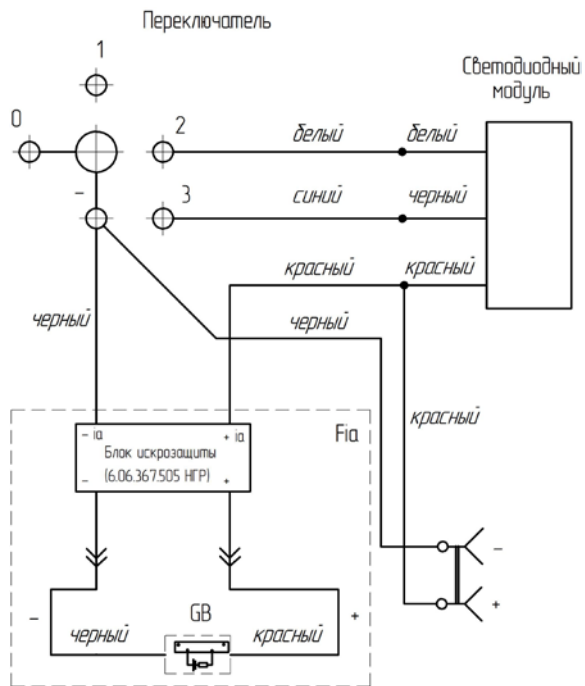 Переключатель
1
Светодиодный
модуль
0
2
белый
белый
-
3
синий
черный
красный
красный
черный
черный
красный
- ia
+ ia
Fia
Блок искрозащиты
(6.06.367.505 НГР)
-
+
-
+
-
GB
+
черный
красный